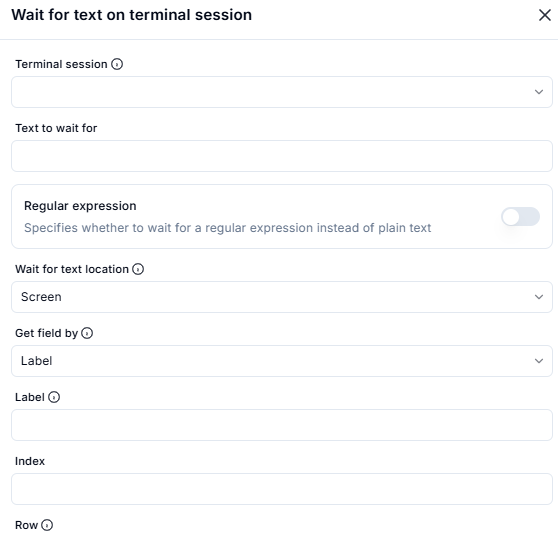 Wait for text on terminal session
Terminal session
Text to wait for
Regular expression
Specifies whether to wait for a regular expression instead of plain text
Wait for text location
Screen
Get field by
Label
Label
Index
Row